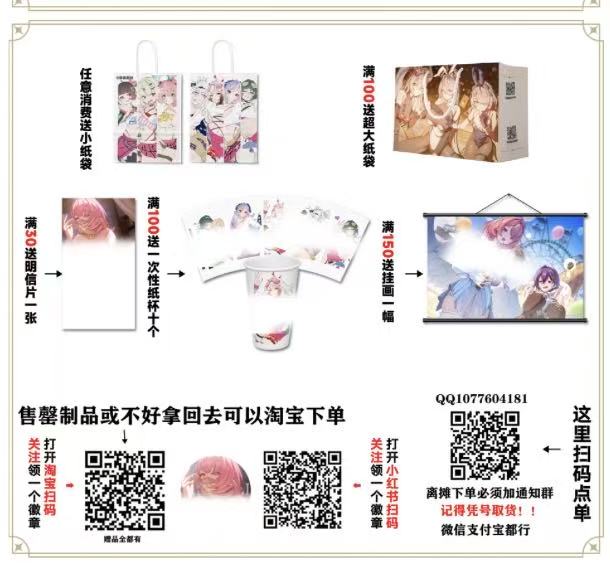 任意消费送小纸袋
满100送超大纸袋
满30送明信片一张
满100送一次性纸杯十个
满150送挂画一幅
售罄制品或不好拿回去可以淘宝下单
打开淘宝扫码
关注领一个徽章
赠品全都有
打开小红书扫码
关注领一个徽章
QQ1077604181
这里扫码点单
离摊下单必须加通知群
记得凭号取货！！
微信支付宝都行